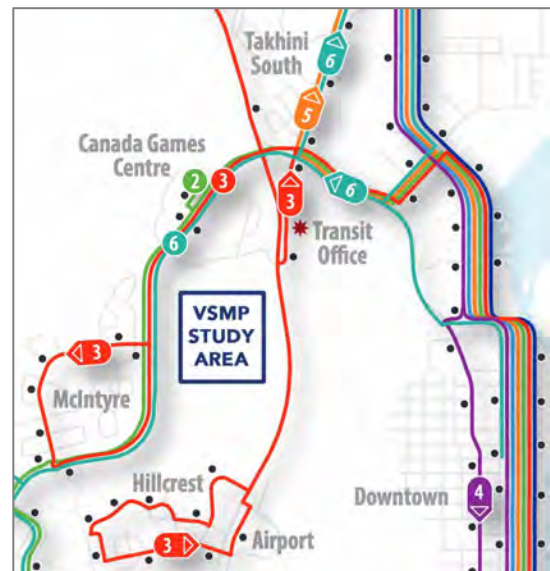 Takhini
South
6
5
Canada Games
Centre
2
3
6
3
Transit
Office
6
VSMP
STUDY
AREA
3
McIntyre
Hillcrest
Downtown
4
3
Airport